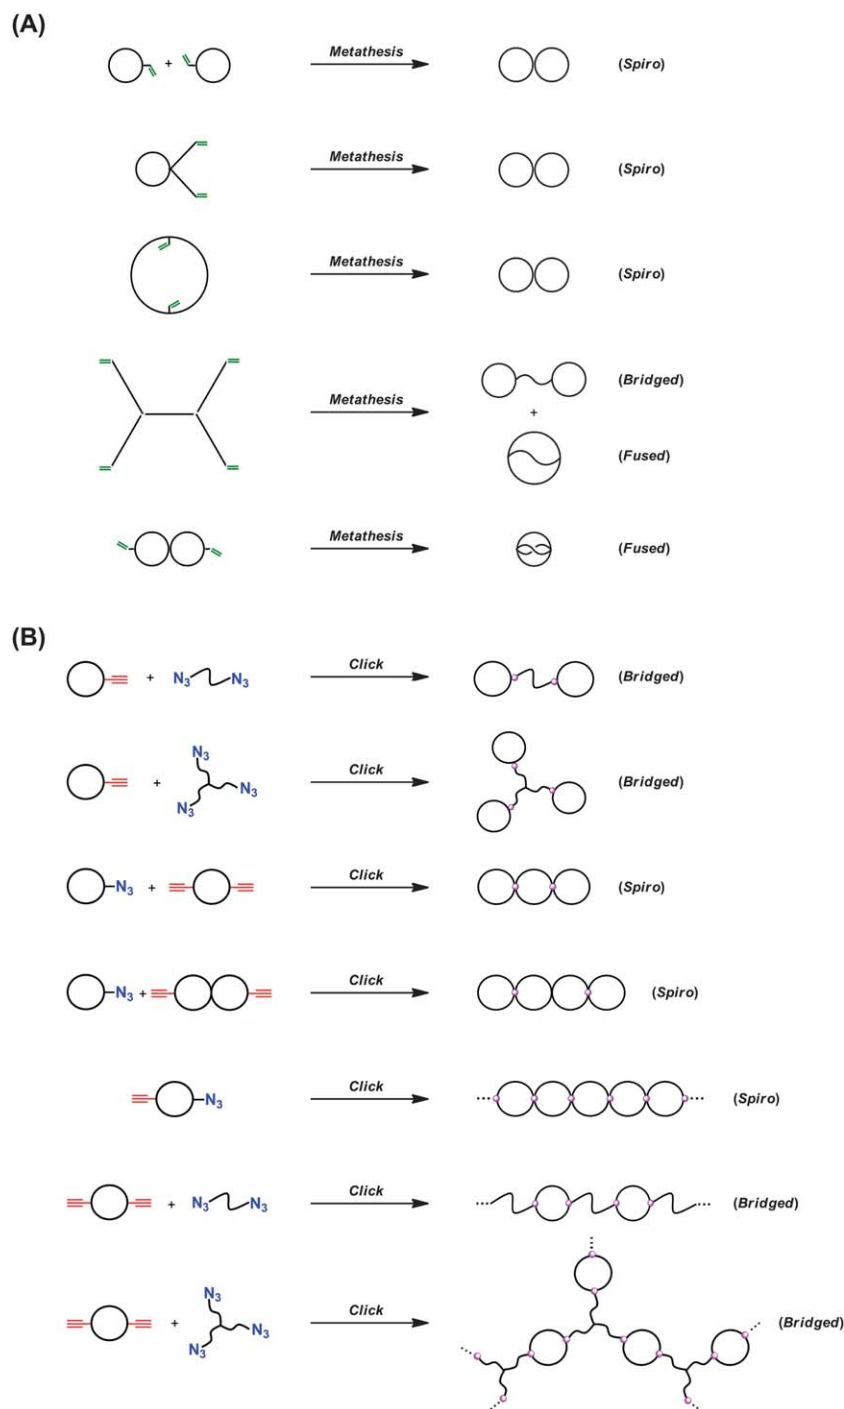 (A)
+ Metathesis (Spiro)
Metathesis (Spiro)
Metathesis (Spiro)
Metathesis (Bridged)
+
(Fused)
Metathesis (Fused)
(B)
+ N3 N3 Click (Bridged)
+ N3 N3 N3 Click (Bridged)
N3 + Click (Spiro)
N3 + Click (Spiro)
N3 Click (Spiro)
+ N3 N3 Click (Bridged)
+ N3 N3 N3 Click (Bridged)